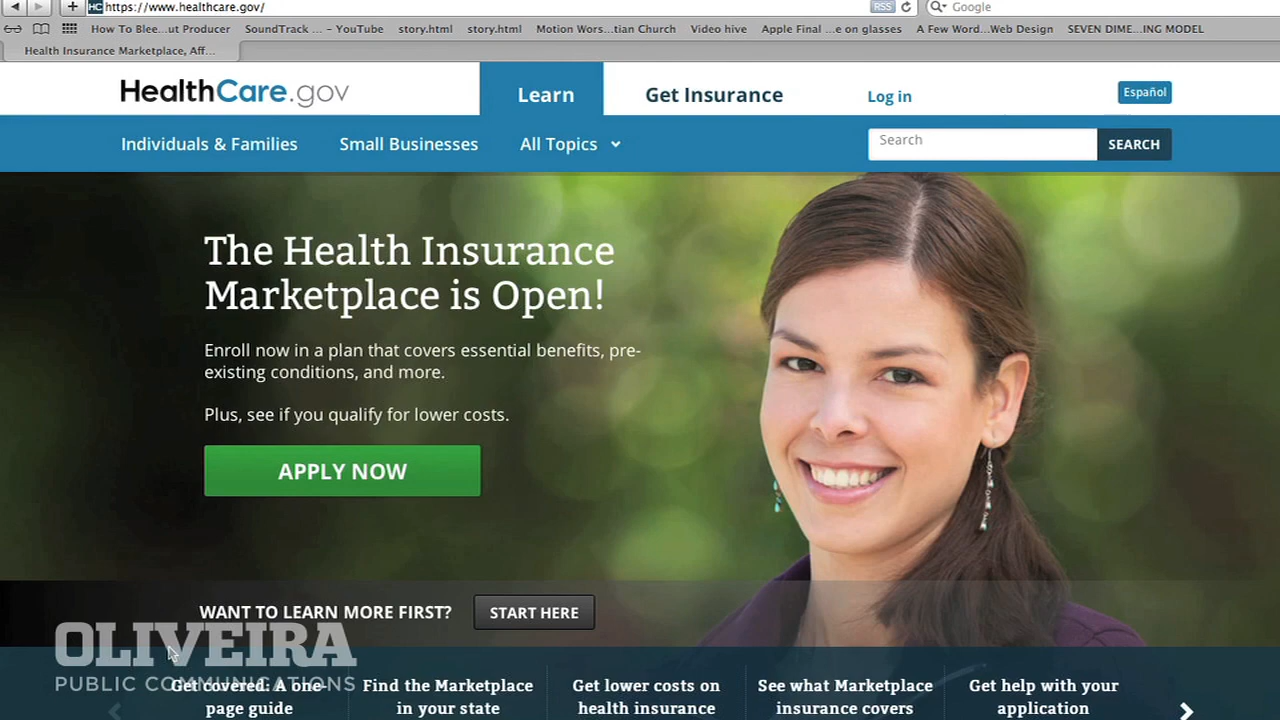 https://www.healthcare.gov/
RSS
Google
How To Blee...ut Producer
SoundTrack ... – YouTube
story.html
story.html
Motion Wors...tian Church
Video hive
Apple Final ...e on glasses
A Few Word...Web Design
SEVEN DIME...ING MODEL
Health Insurance Marketplace, Aff...
HealthCare.gov
Learn
Get Insurance
Log in
Español
Individuals & Families
Small Businesses
All Topics
Search
SEARCH
The Health Insurance
Marketplace is Open!
Enroll now in a plan that covers essential benefits, pre-
existing conditions, and more.
Plus, see if you qualify for lower costs.
APPLY NOW
WANT TO LEARN MORE FIRST?
START HERE
OLIVEIRA
PUBLIC COMMUNICATIONS
Get covered: A one-
page guide
Find the Marketplace
in your state
Get lower costs on
health insurance
See what Marketplace
insurance covers
Get help with your
application